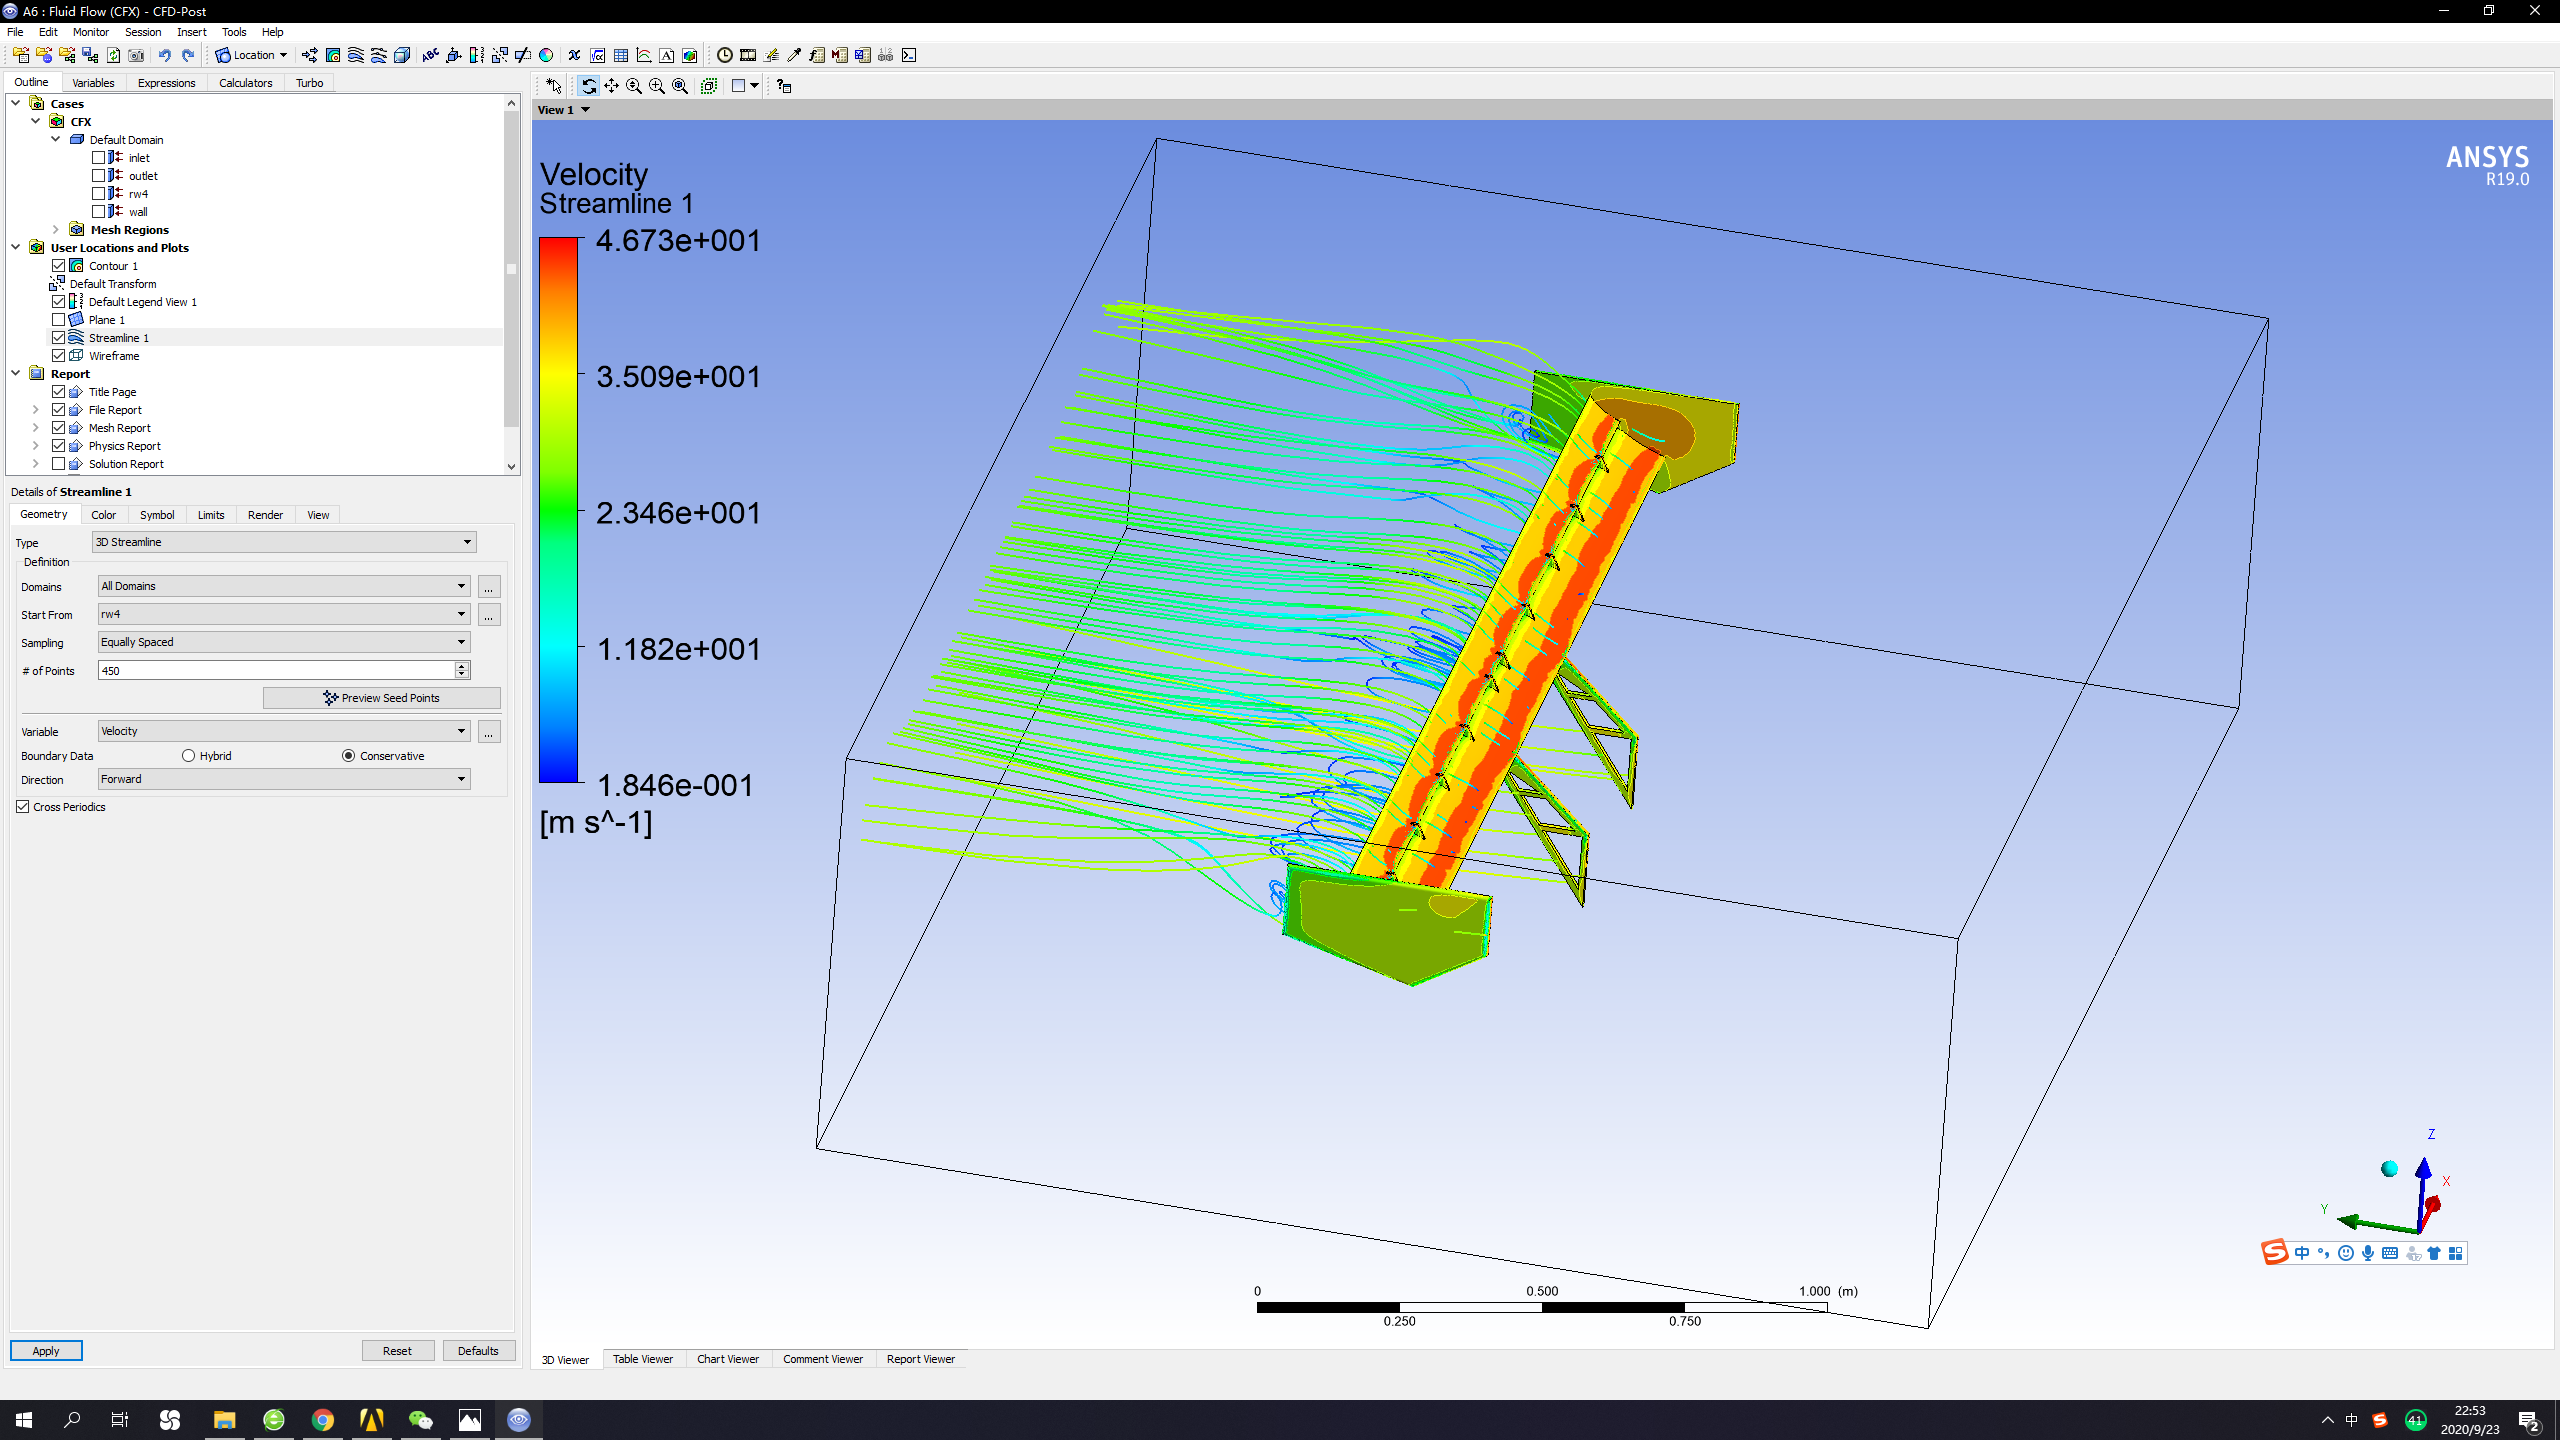 A6 : Fluid Flow (CFX) - CFD-Post
File Edit Monitor Session Insert Tools Help
Location
Outline Variables Expressions Calculators Turbo
Cases
CFX
Default Domain
inlet
outlet
rw4
wall
Mesh Regions
User Locations and Plots
Contour 1
Default Transform
Default Legend View 1
Plane 1
Streamline 1
Wireframe
Report
Title Page
File Report
Mesh Report
Physics Report
Solution Report
Details of Streamline 1
Geometry Color Symbol Limits Render View
Type 3D Streamline
Definition
Domains All Domains ...
Start From rw4 ...
Sampling Equally Spaced
# of Points 450
Preview Seed Points
Variable Velocity ...
Boundary Data Hybrid Conservative
Direction Forward
Cross Periodics
Apply Reset Defaults
View 1
Velocity
Streamline 1
4.673e+001
3.509e+001
2.346e+001
1.182e+001
1.846e-001
[m s^-1]
ANSYS
R19.0
Z
X
Y
中
0 0.500 1.000 (m)
0.250 0.750
3D Viewer Table Viewer Chart Viewer Comment Viewer Report Viewer
中
41
22:53
2020/9/23
2